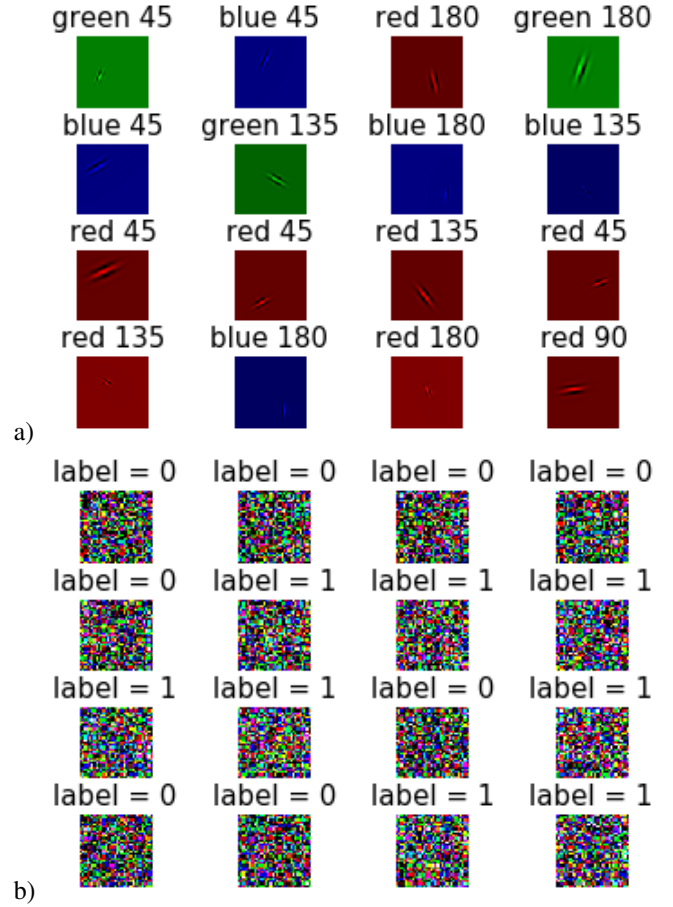 green 45 blue 45 red 180 green 180
blue 45 green 135 blue 180 blue 135
red 45 red 45 red 135 red 45
red 135 blue 180 red 180 red 90
a)
label = 0 label = 0 label = 0 label = 0
label = 0 label = 1 label = 1 label = 1
label = 1 label = 1 label = 0 label = 1
label = 0 label = 0 label = 1 label = 1
b)